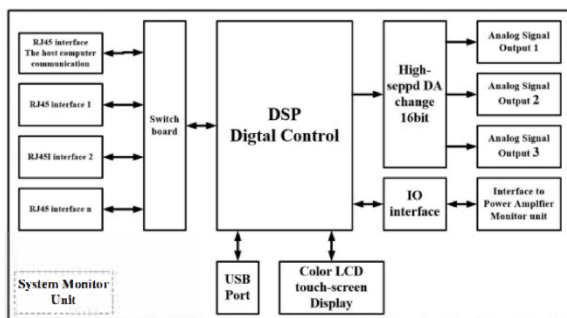 RJ45 interface
The host computer
communication
RJ45 interface 1
RJ45I interface 2
RJ45 interface n
Switch
board
DSP
Digtal Control
High-
seppd DA
change
16bit
Analog Signal
Output 1
Analog Signal
Output 2
Analog Signal
Output 3
IO
interface
Interface to
Power Amplfier
Monitor unit
USB
Port
Color LCD
touch-screen
Display
System Monitor
Unit